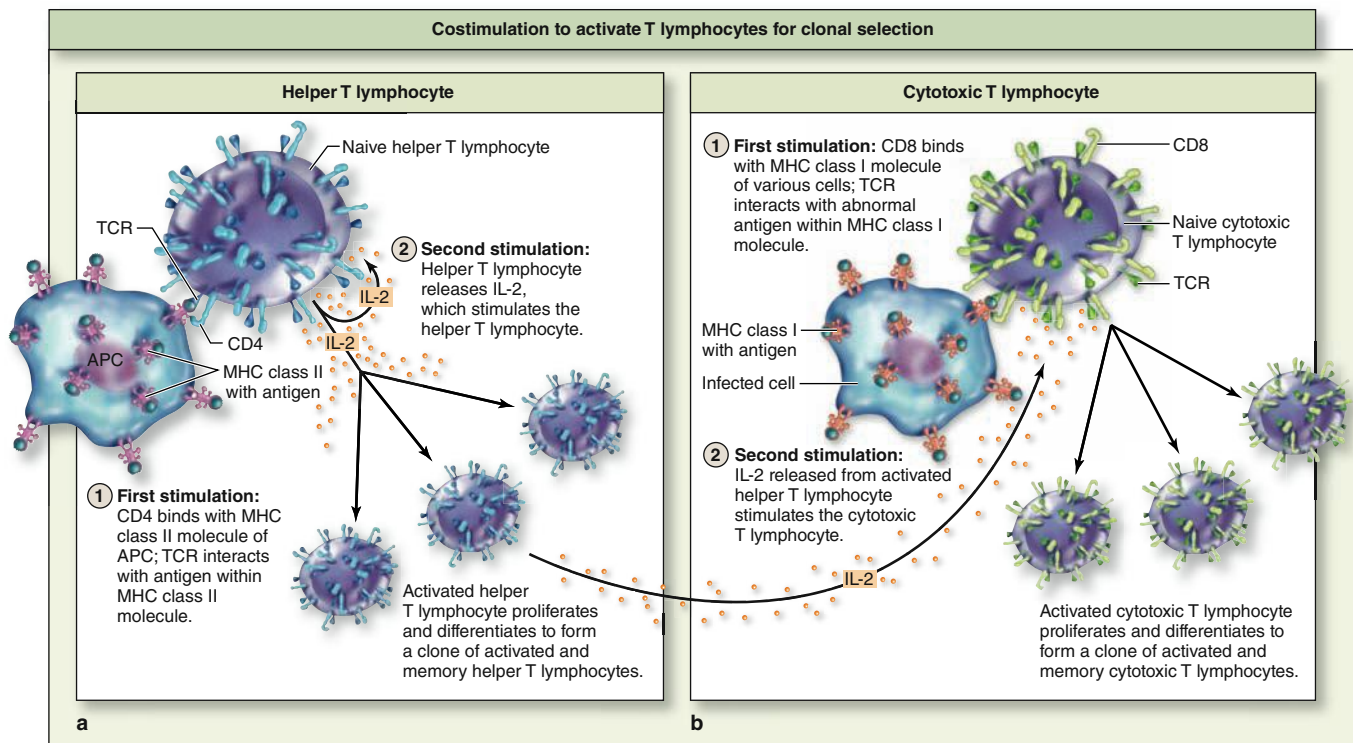 Costimulation to activate T lymphocytes for clonal selection
Helper T lymphocyte
Naive helper T lymphocyte
TCR
2 Second stimulation:
Helper T lymphocyte
releases IL-2,
which stimulates the
helper T lymphocyte.
IL-2
IL-2
CD4
APC
MHC class II
with antigen
1 First stimulation:
CD4 binds with MHC
class II molecule of
APC; TCR interacts
with antigen within
MHC class II
molecule.
Activated helper
T lymphocyte proliferates
and differentiates to form
a clone of activated and
memory helper T lymphocytes.
a
Cytotoxic T lymphocyte
1 First stimulation: CD8 binds
with MHC class I molecule
of various cells; TCR
interacts with abnormal
antigen within MHC class I
molecule.
CD8
Naive cytotoxic
T lymphocyte
TCR
MHC class I
with antigen
Infected cell
2 Second stimulation:
IL-2 released from activated
helper T lymphocyte
stimulates the cytotoxic
T lymphocyte.
IL-2
Activated cytotoxic T lymphocyte
proliferates and differentiates to
form a clone of activated and
memory cytotoxic T lymphocytes.
b